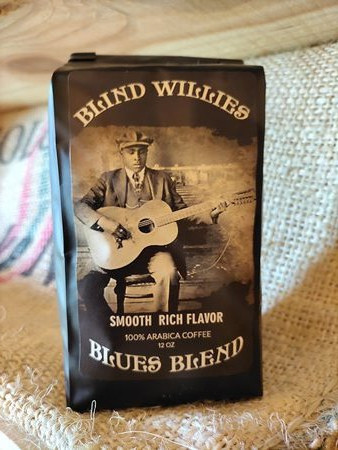 BLIND WILLIES
SMOOTH RICH FLAVOR
100% ARABICA COFFEE
12 OZ
BLUES BLEND